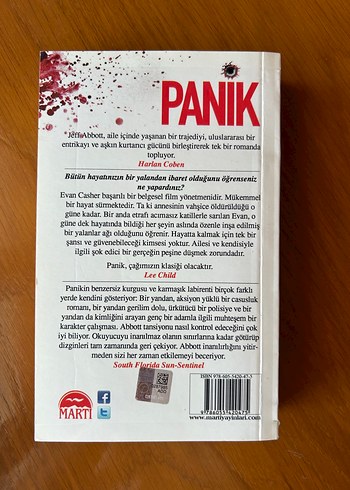 PANİK
Jeff Abbott, aile içinde yaşanan bir trajediyi, uluslararası bir
entrikayı ve aşkın kurtarıcı gücünü birleştirerek tek bir romanda
topluyor.
Harlan Coben
Bütün hayatınızın bir yalandan ibaret olduğunu öğrenseniz
ne yapardınız?
Evan Casher başarılı bir belgesel film yönetmenidir. Mükemmel
bir hayat sürmektedir. Ta ki annesinin vahşice öldürüldüğü o
güne kadar. Bir anda etrafı acımasız katillerle sarılan Evan, o
güne dek hayatında bildiği her şeyin aslında özenle inşa edilmiş
bir yalanlar ağı olduğunu öğrenir. Hayatta kalmak için tek bir
şansı ve güvenebileceği kimsesi yoktur. Ailesi ve kendisiyle
ilgili şok edici bir gerçeğin peşine düşmek zorundadır.
Panik, çağımızın klasiği olacaktır.
Lee Child
Panikin benzersiz kurgusu ve karmaşık labirenti birçok farklı
yerde kendini gösteriyor: Bir yandan, aksiyon yüklü bir casusluk
romanı, bir yandan gerilim dolu, ürkütücü bir polisiye ve bir
yandan da kimliğini arayan genç bir adamla ilgili muhteşem bir
karakter çalışması. Abbott tansiyonu nasıl kontrol edeceğini çok
iyi biliyor. Okuyucuyu inanılmaz olanın sınırlarına kadar götürüp
dizginleri tam zamanında geri çekiyor. Abbott inanılırlığını yitir-
meden sizi her zaman etkilemeyi beceriyor.
South Florida Sun-Sentinel
ISBN 978-605-5420-47-5
9786055420475
MARTI
www.martiyayinlari.com